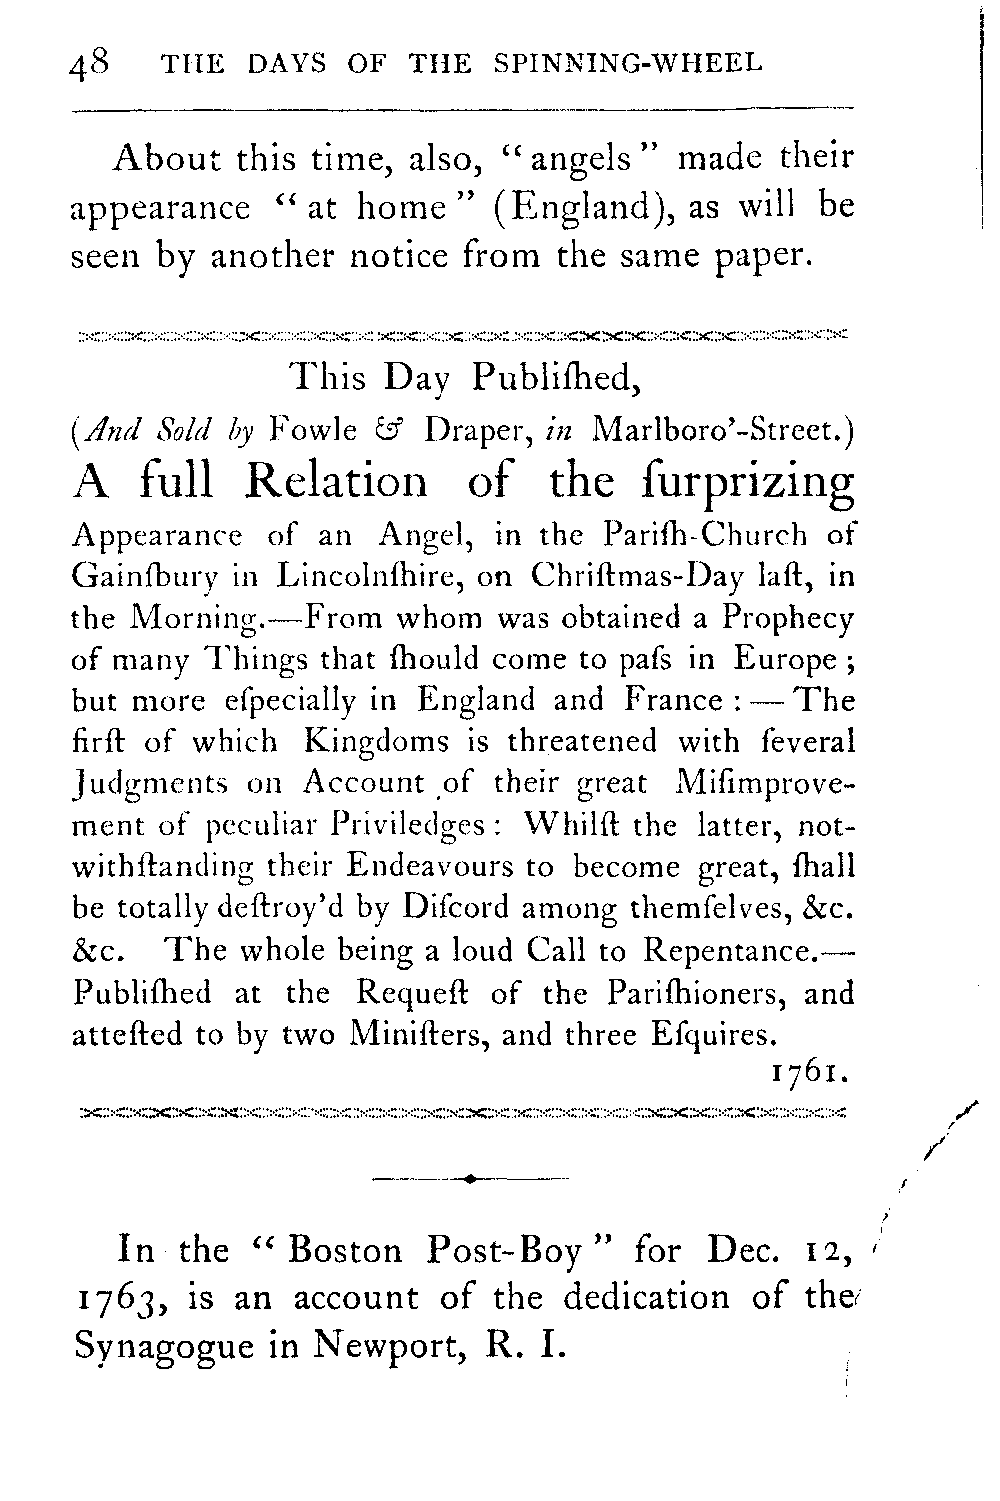 48 THE DAYS OF THE SPINNING-WHEEL
About this time, also, “ angels ” made their
appearance “ at home ” (England), as will be
seen by another notice from the same paper.
This Day Publiſhed,
(And Sold by Fowle & Draper, in Marlboro’-Street.)
A full Relation of the ſurprizing
Appearance of an Angel, in the Pariſh-Church of
Gainſbury in Lincolnſhire, on Chriſtmas-Day laſt, in
the Morning.—From whom was obtained a Prophecy
of many Things that ſhould come to paſs in Europe ;
but more eſpecially in England and France : — The
firſt of which Kingdoms is threatened with ſeveral
Judgments on Account of their great Miſimprove-
ment of peculiar Priviledges : Whilſt the latter, not-
withſtanding their Endeavours to become great, ſhall
be totally deſtroy’d by Diſcord among themſelves, &c.
&c. The whole being a loud Call to Repentance.—
Publiſhed at the Requeſt of the Pariſhioners, and
atteſted to by two Miniſters, and three Eſquires.
1761.
In the “ Boston Post-Boy ” for Dec. 12,
1763, is an account of the dedication of the
Synagogue in Newport, R. I.